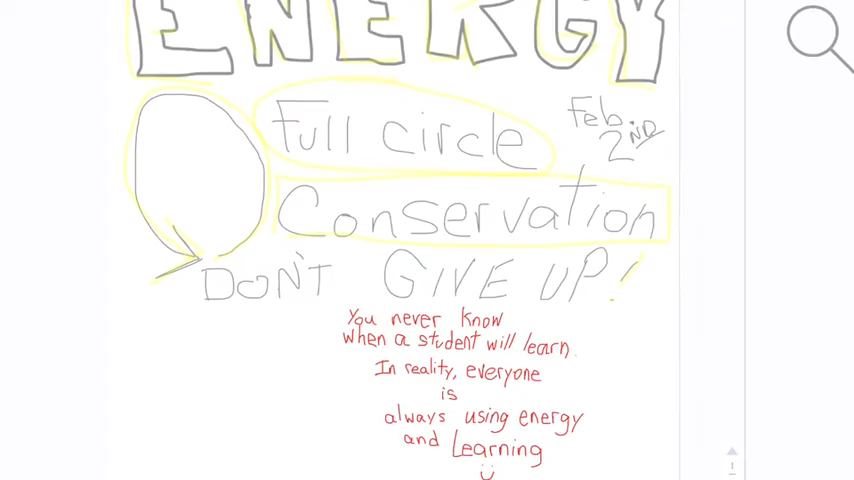 ENERGY
Full circle
Feb 2ND
Conservation
DON'T GIVE UP!
You never know
when a student will learn.
In reality, everyone
is
always using energy
and Learning